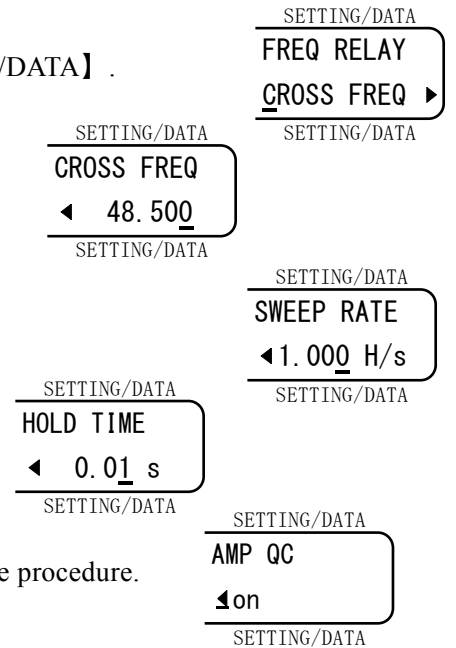 SETTING/DATA
FREQ RELAY
/DATA】.
CROSS FREQ ▶
SETTING/DATA
SETTING/DATA
CROSS FREQ
◀ 48.500
SETTING/DATA
SETTING/DATA
SWEEP RATE
◀1.000 H/s
SETTING/DATA
SETTING/DATA
HOLD TIME
◀ 0.01 s
SETTING/DATA
SETTING/DATA
AMP QC
e procedure.
◀on
SETTING/DATA